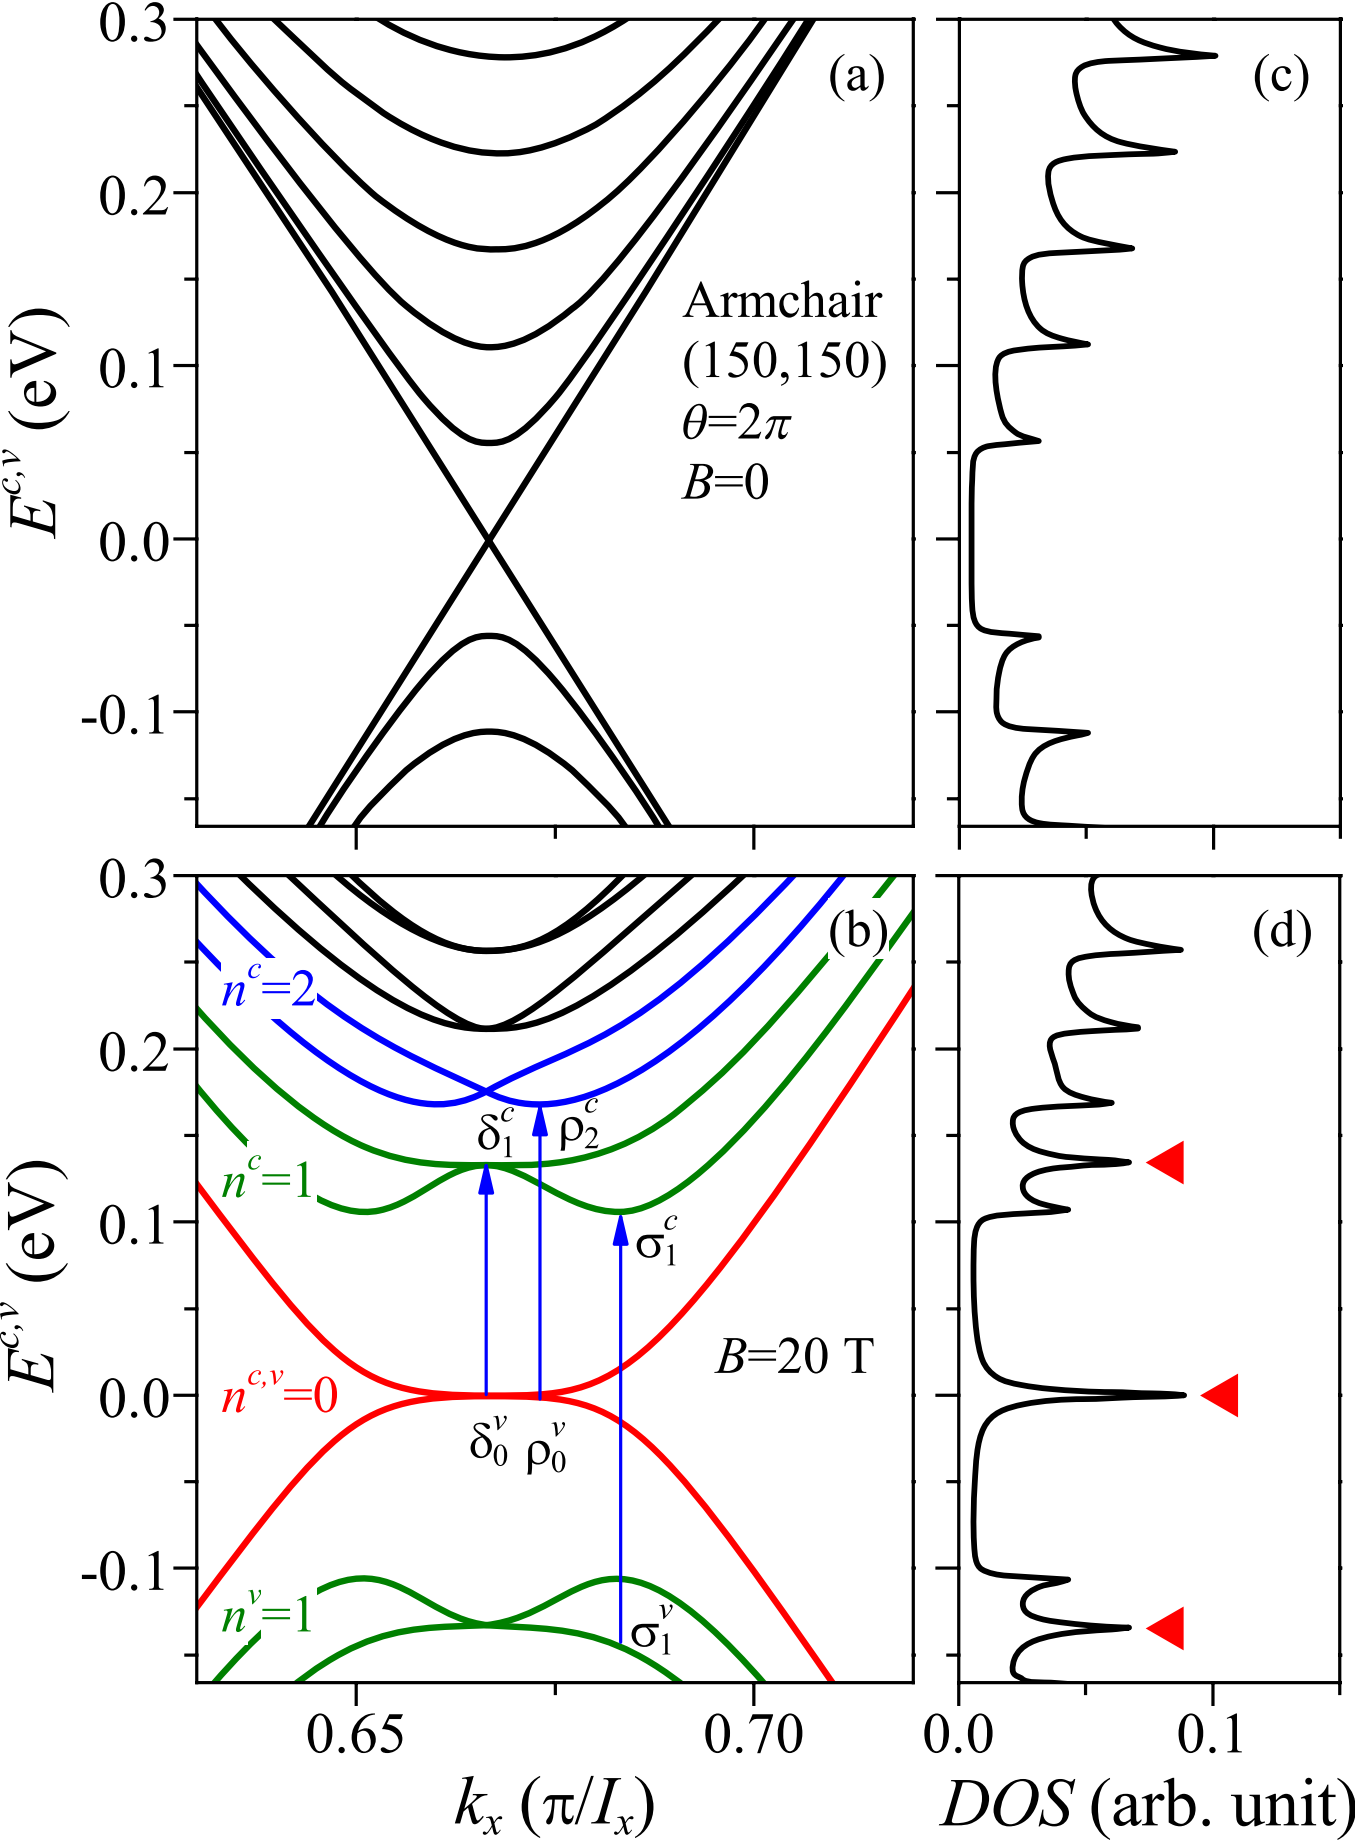 0.3
0.2
0.1
0.0
-0.1
E^{c,v} (eV)
(a)
Armchair
(150,150)
θ=2π
B=0
(c)
0.3
0.2
0.1
0.0
-0.1
E^{c,v} (eV)
(b)
n^c=2
δ_1^c
ρ_2^c
n^c=1
σ_1^c
B=20 T
n^{c,v}=0
δ_0^v
ρ_0^v
n^v=1
σ_1^v
(d)
0.65
0.70
k_x (π/I_x)
0.0
0.1
DOS (arb. unit)